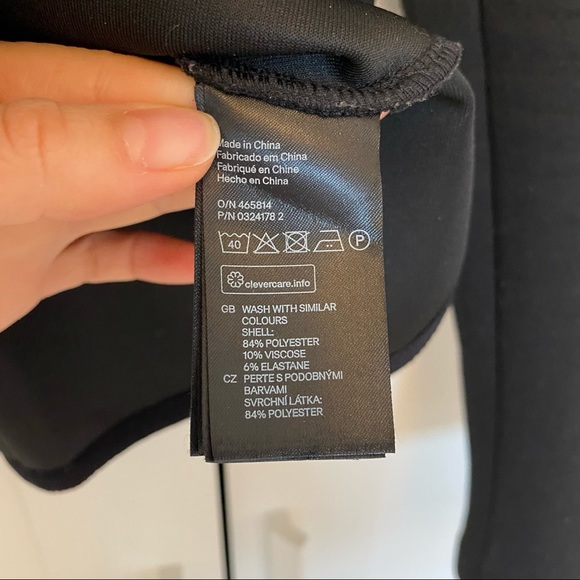 Made in China
Fabricado em China
Fabriqué en Chine
Hecho en China
O/N 465814
P/N 0324178 2
40 P
clevercare.info
GB WASH WITH SIMILAR
COLOURS
SHELL:
84% POLYESTER
10% VISCOSE
6% ELASTANE
CZ PERTE S PODOBNÝMI
BARVAMI
SVRCHNÍ LÁTKA:
84% POLYESTER